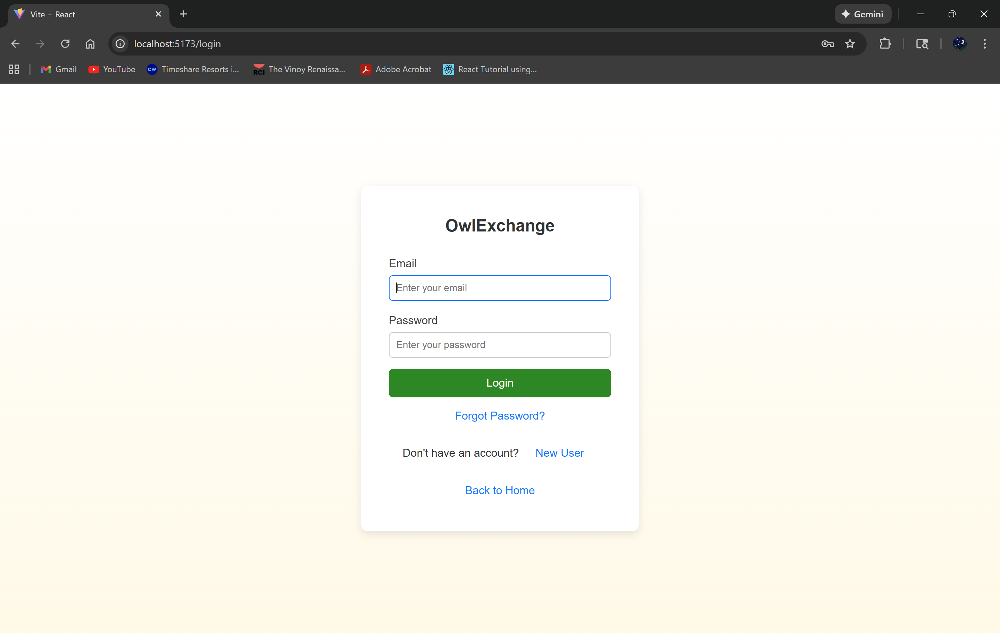 Vite + React
Gemini
localhost:5173/login
Gmail YouTube CW Timeshare Resorts i... RCI The Vinoy Renaissa... Adobe Acrobat React Tutorial using...
OwlExchange
Email
Enter your email
Password
Enter your password
Login
Forgot Password?
Don't have an account? New User
Back to Home